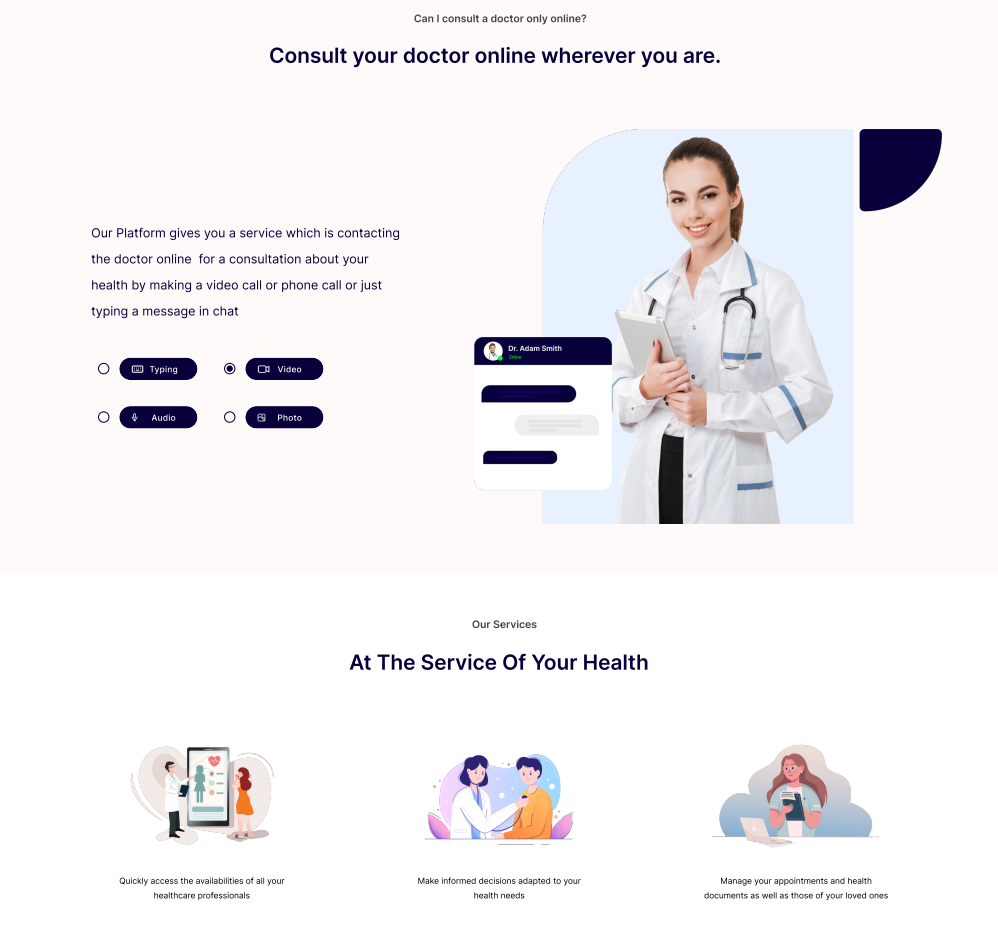 Can I consult a doctor only online?
Consult your doctor online wherever you are.
Our Platform gives you a service which is contacting
the doctor online  for a consultation about your
health by making a video call or phone call or just
typing a message in chat
Typing
Video
Audio
Photo
Dr. Adam Smith
Online
Our Services
At The Service Of Your Health
Quickly access the availabilities of all your
healthcare professionals
Make informed decisions adapted to your
health needs
Manage your appointments and health
documents as well as those of your loved ones